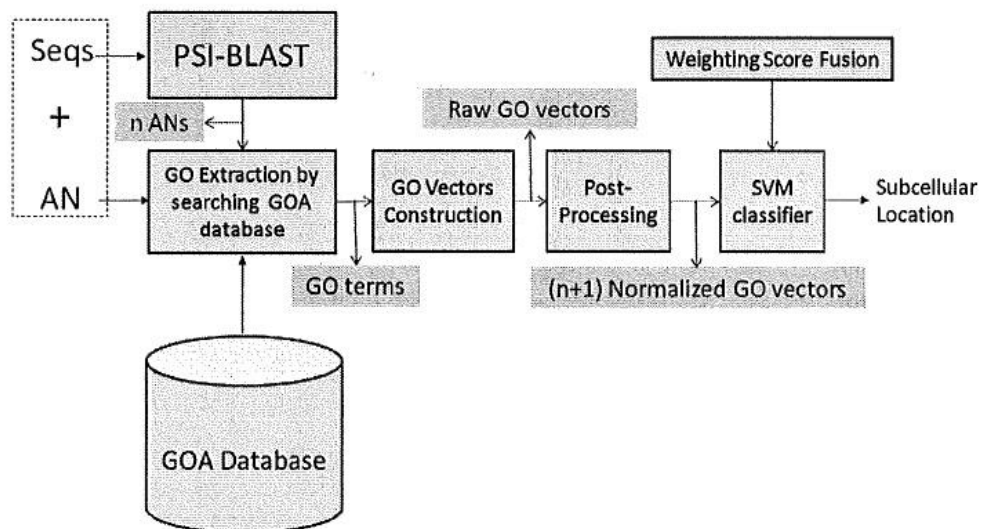 Seqs
+
AN
PSI-BLAST
n ANs
GO Extraction by
searching GOA
database
GOA Database
GO terms
GO Vectors
Construction
Raw GO vectors
Post-
Processing
(n+1) Normalized GO vectors
Weighting Score Fusion
SVM
classifier
Subcellular
Location